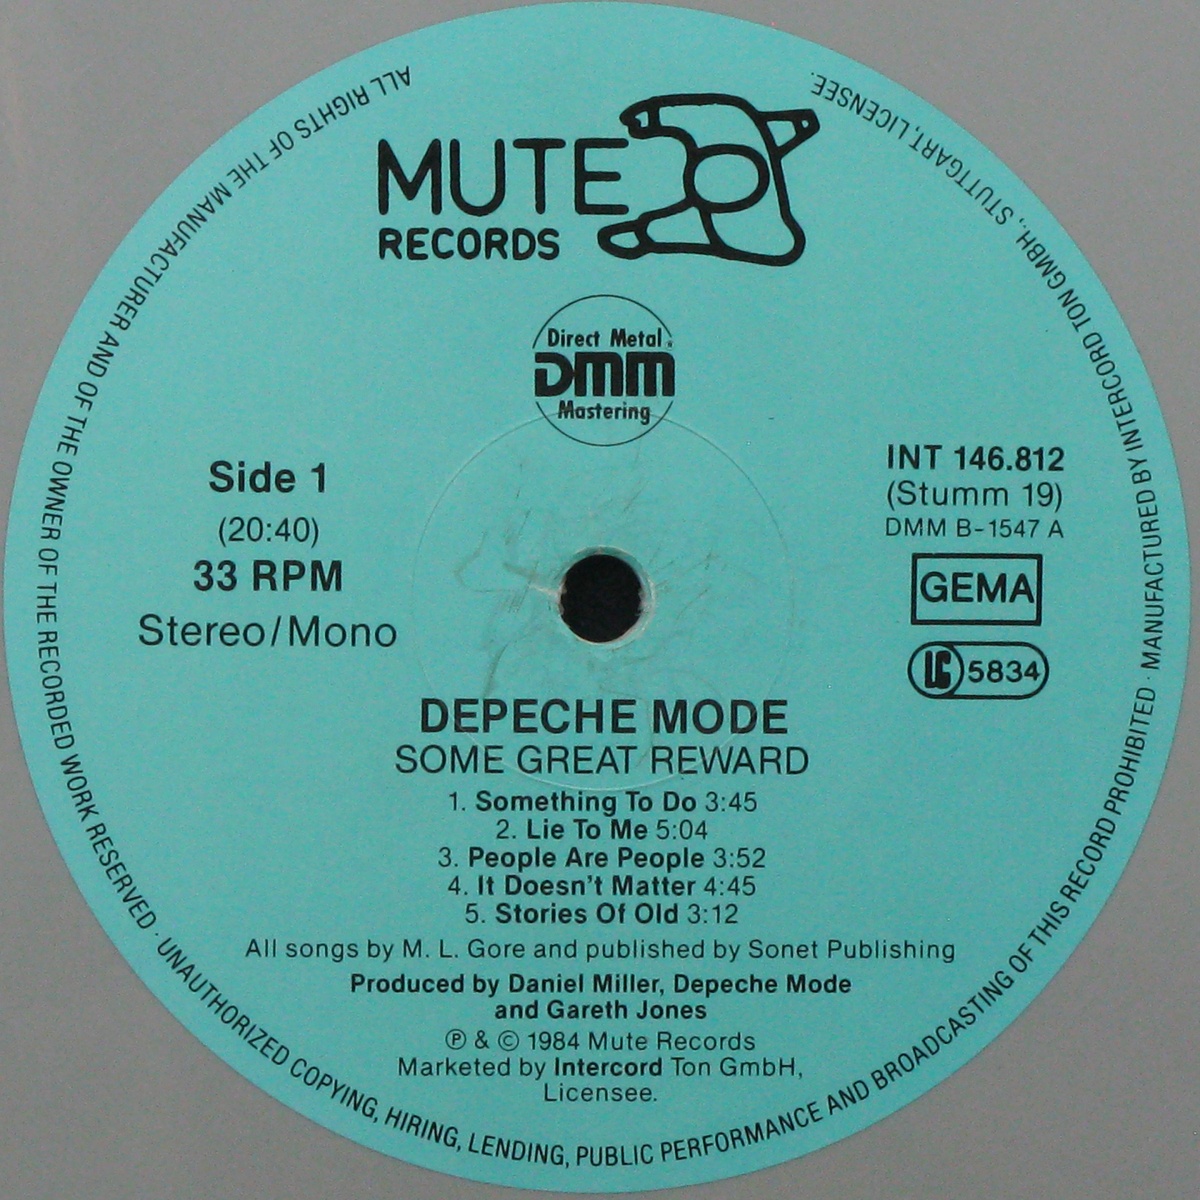 MUTE
RECORDS
Direct Metal
DMM
Mastering
Side 1
(20:40)
33 RPM
Stereo/Mono
INT 146.812
(Stumm 19)
DMM B-1547 A
GEMA
LC 5834
DEPECHE MODE
SOME GREAT REWARD
1. Something To Do 3:45
2. Lie To Me 5:04
3. People Are People 3:52
4. It Doesn't Matter 4:45
5. Stories Of Old 3:12
All songs by M. L. Gore and published by Sonet Publishing
Produced by Daniel Miller, Depeche Mode
and Gareth Jones
℗ & © 1984 Mute Records
Marketed by Intercord Ton GmbH,
Licensee.
ALL RIGHTS OF THE MANUFACTURER AND OF THE OWNER OF THE RECORDED WORK RESERVED · UNAUTHORIZED COPYING, HIRING, LENDING, PUBLIC PERFORMANCE AND BROADCASTING OF THIS RECORD PROHIBITED · MANUFACTURED BY INTERCORD TON GMBH., STUTTGART, LICENSEE.